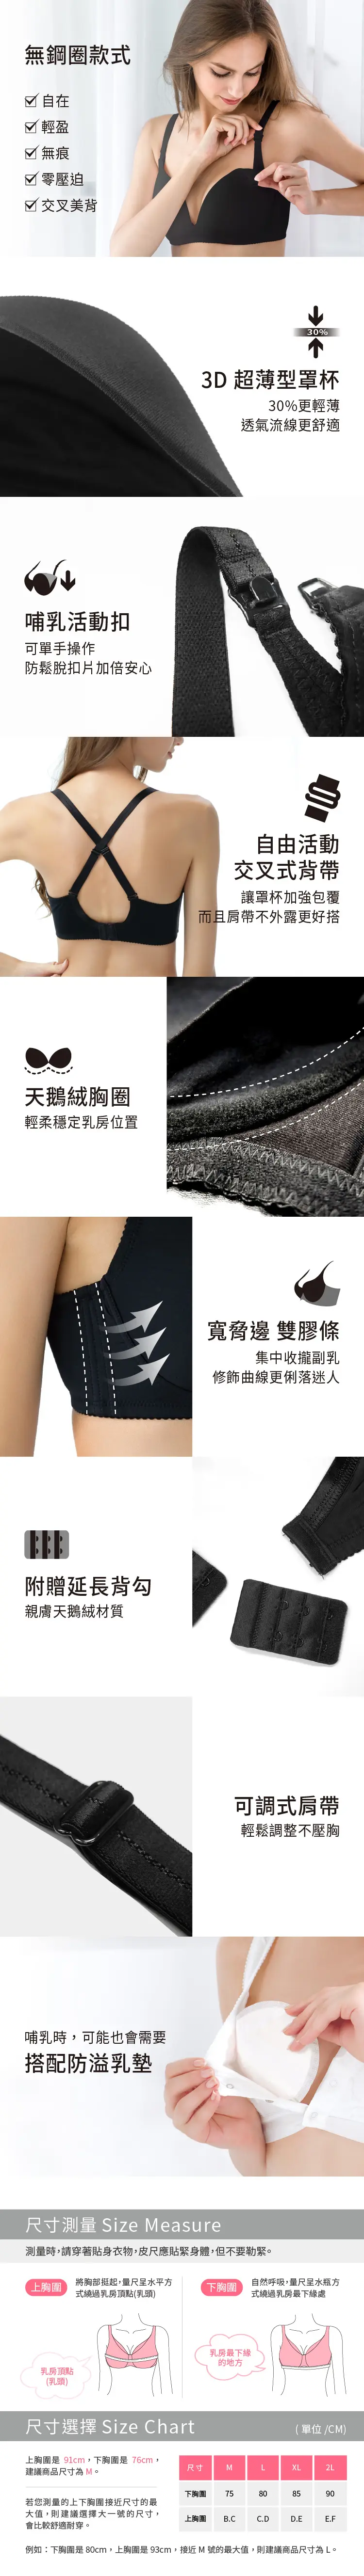 無鋼圈款式
自在
輕盈
無痕
零壓迫
交叉美背
30%
3D 超薄型罩杯
30%更輕薄
透氣流線更舒適
哺乳活動扣
可單手操作
防鬆脫扣片加倍安心
自由活動
交叉式背帶
讓罩杯加強包覆
而且肩帶不外露更好搭
天鵝絨胸圈
輕柔穩定乳房位置
寬脅邊 雙膠條
集中收攏副乳
修飾曲線更俐落迷人
附贈延長背勾
親膚天鵝絨材質
可調式肩帶
輕鬆調整不壓胸
哺乳時，可能也會需要
搭配防溢乳墊
尺寸測量 Size Measure
測量時，請穿著貼身衣物，皮尺應貼緊身體，但不要勒緊。
上胸圍
將胸部挺起，量尺呈水平方
式繞過乳房頂點(乳頭)
乳房頂點
(乳頭)
下胸圍
自然呼吸，量尺呈水瓶方
式繞過乳房最下緣處
乳房最下緣
的地方
尺寸選擇 Size Chart
( 單位 /CM)
上胸圍是 91cm，下胸圍是 76cm，
建議商品尺寸為 M。
若您測量的上下胸圍接近尺寸的最
大值，則建議選擇大一號的尺寸，
會比較舒適耐穿。
尺寸 M L XL 2L
下胸圍 75 80 85 90
上胸圍 B.C C.D D.E E.F
例如：下胸圍是 80cm，上胸圍是 93cm，接近 M 號的最大值，則建議商品尺寸為 L。